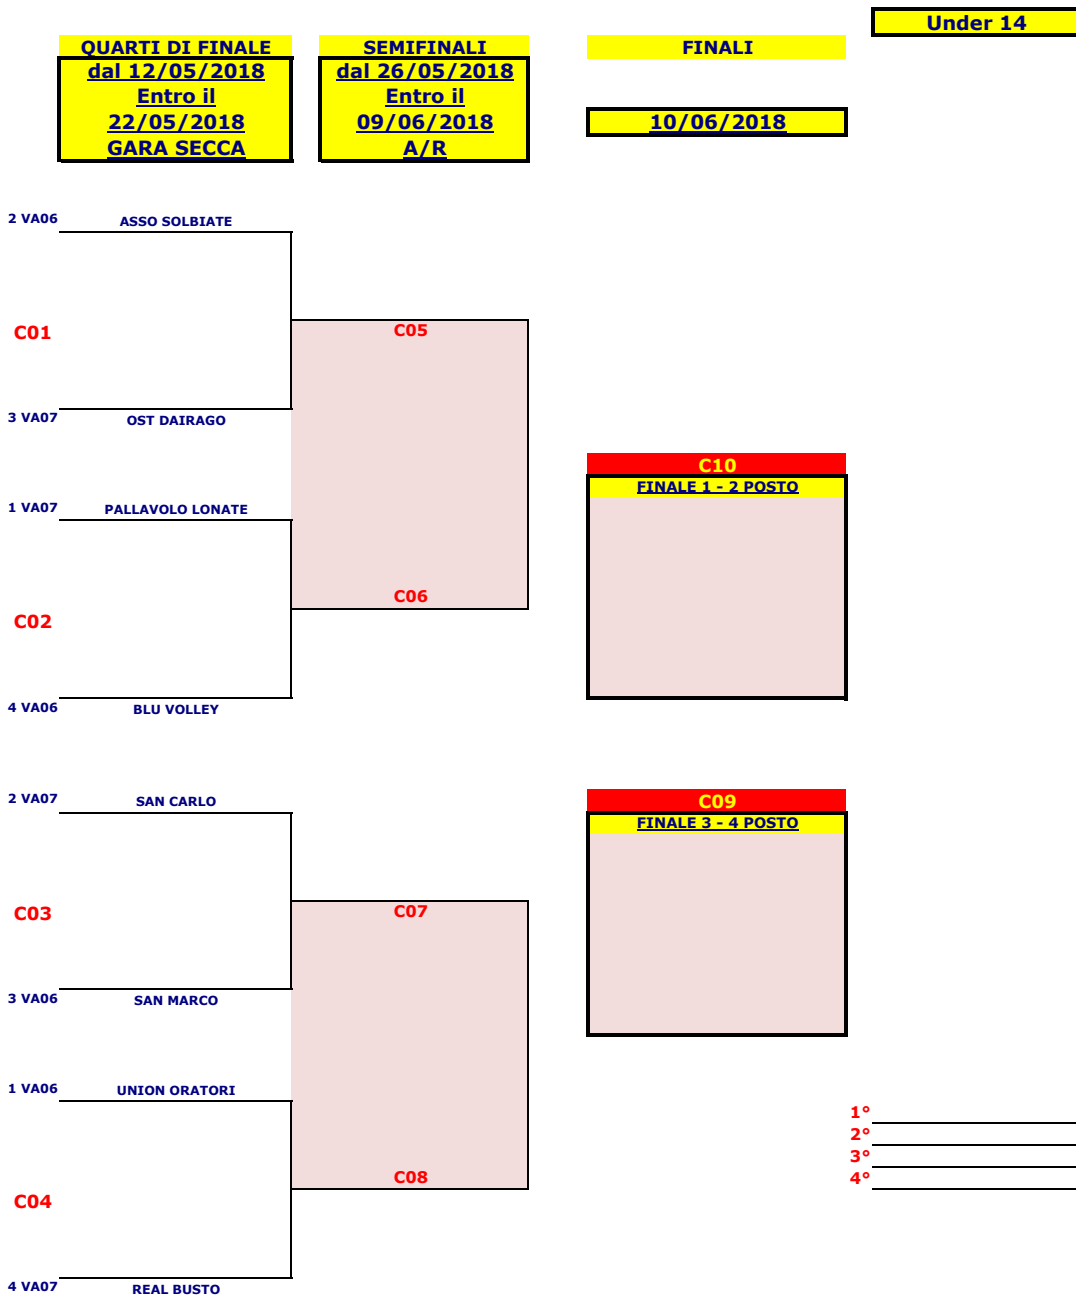 Under 14
QUARTI DI FINALE
SEMIFINALI
FINALI
dal 12/05/2018
Entro il
22/05/2018
GARA SECCA
dal 26/05/2018
Entro il
09/06/2018
A/R
10/06/2018
2 VA06 ASSO SOLBIATE
C01
C05
3 VA07 OST DAIRAGO
C10
FINALE 1 - 2 POSTO
1 VA07 PALLAVOLO LONATE
C06
C02
4 VA06 BLU VOLLEY
2 VA07 SAN CARLO
C09
FINALE 3 - 4 POSTO
C03
C07
3 VA06 SAN MARCO
1 VA06 UNION ORATORI
1°
2°
3°
4°
C08
C04
4 VA07 REAL BUSTO